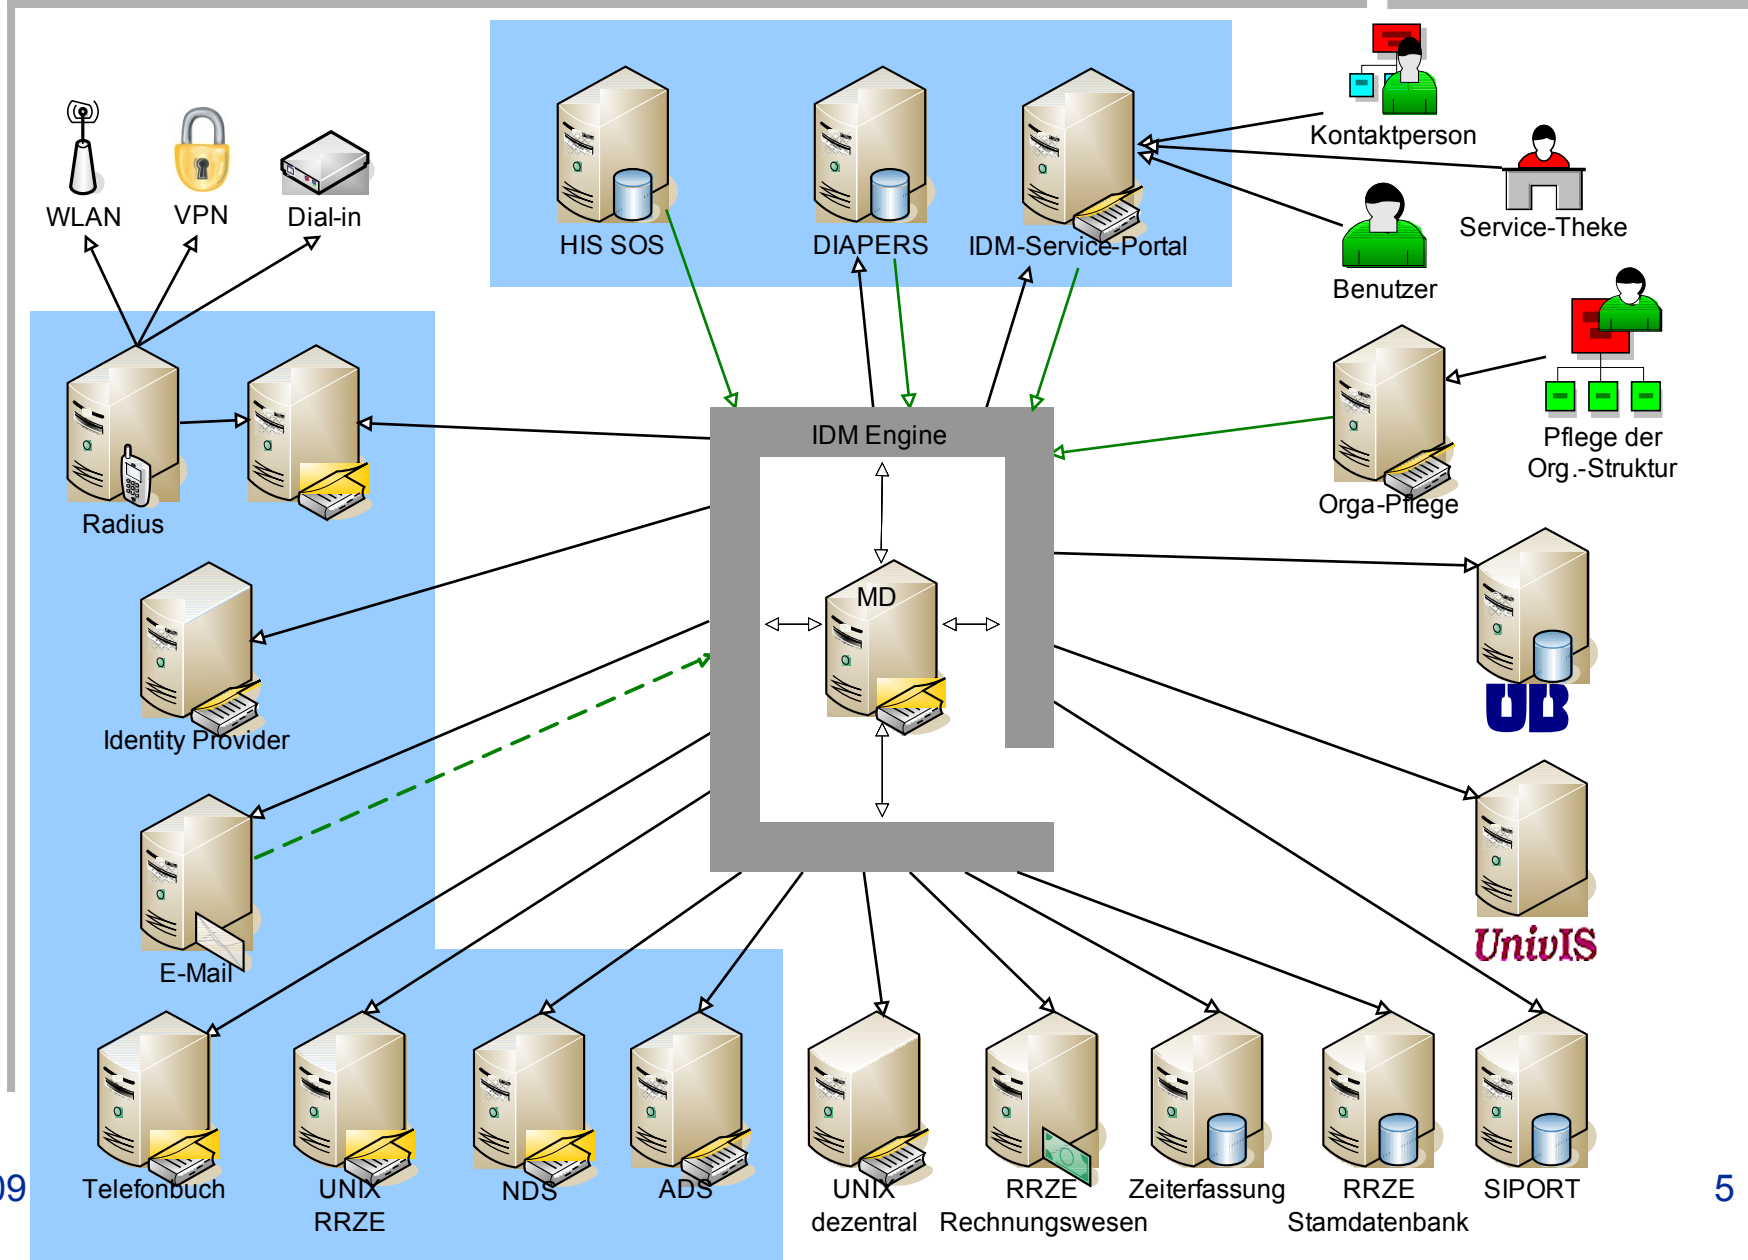 Kontaktperson
WLAN
VPN
Dial-in
Service-Theke
HIS SOS
DIAPERS
IDM-Service-Portal
Benutzer
IDM Engine
Pflege der
Org.-Struktur
Orga-Pflege
Radius
MD
UB
Identity Provider
UnivIS
E-Mail
Telefonbuch
UNIX
RRZE
NDS
ADS
UNIX
dezentral
RRZE
Rechnungswesen
Zeiterfassung
RRZE
Stamdatenbank
SIPORT
09
5